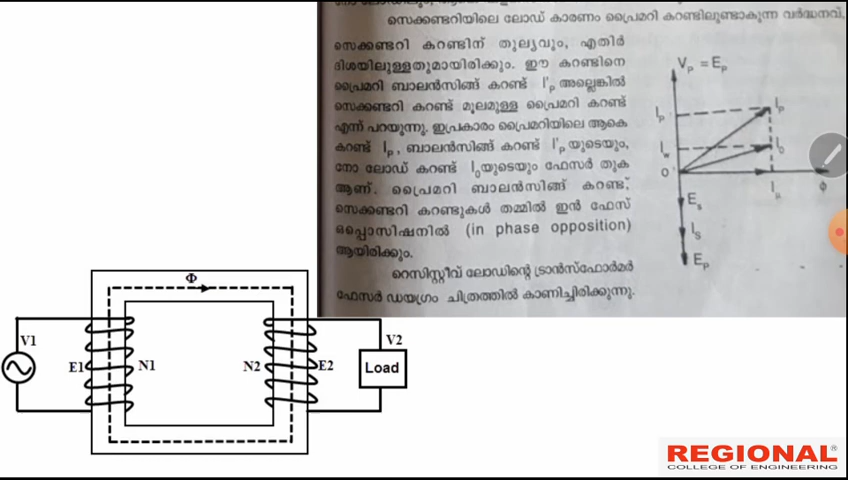 സെക്കണ്ടറിയിലെ ലോഡ് കാരണം പ്രൈമറി കറണ്ടിലുണ്ടാകുന്ന വർദ്ധനവ്,
സെക്കണ്ടറി കറണ്ടിന് തുല്യവും, എതിർ
ദിശയിലുള്ളതുമായിരിക്കും. ഈ കറണ്ടിനെ
പ്രൈമറി ബാലൻസിങ്ങ് കറണ്ട് I'p അല്ലെങ്കിൽ
സെക്കണ്ടറി കറണ്ട് മൂലമുള്ള പ്രൈമറി കറണ്ട്
എന്ന് പറയുന്നു. ഇപ്രകാരം പ്രൈമറിയിലെ ആകെ
കറണ്ട് Ip, ബാലൻസിങ്ങ് കറണ്ട് I'p യുടെയും,
നോ ലോഡ് കറണ്ട് I0യുടെയും ഫേസർ തുക
ആണ്. പ്രൈമറി ബാലൻസിങ്ങ് കറണ്ട്,
സെക്കണ്ടറി കറണ്ടുകൾ തമ്മിൽ ഇൻ ഫേസ്
ഒപ്പൊസിഷനിൽ (in phase opposition)
ആയിരിക്കും.
റെസിസ്റ്റീവ് ലോഡിന്റെ ട്രാൻസ്ഫോർമർ
ഫേസർ ഡയഗ്രം ചിത്രത്തിൽ കാണിച്ചിരിക്കുന്നു.
Vp = Ep
Ip Ip
Iw I0
O Iμ ϕ
Es
Is
Ep
Φ
V1 V2
E1 N1 N2 E2
Load
REGIONAL
COLLEGE OF ENGINEERING